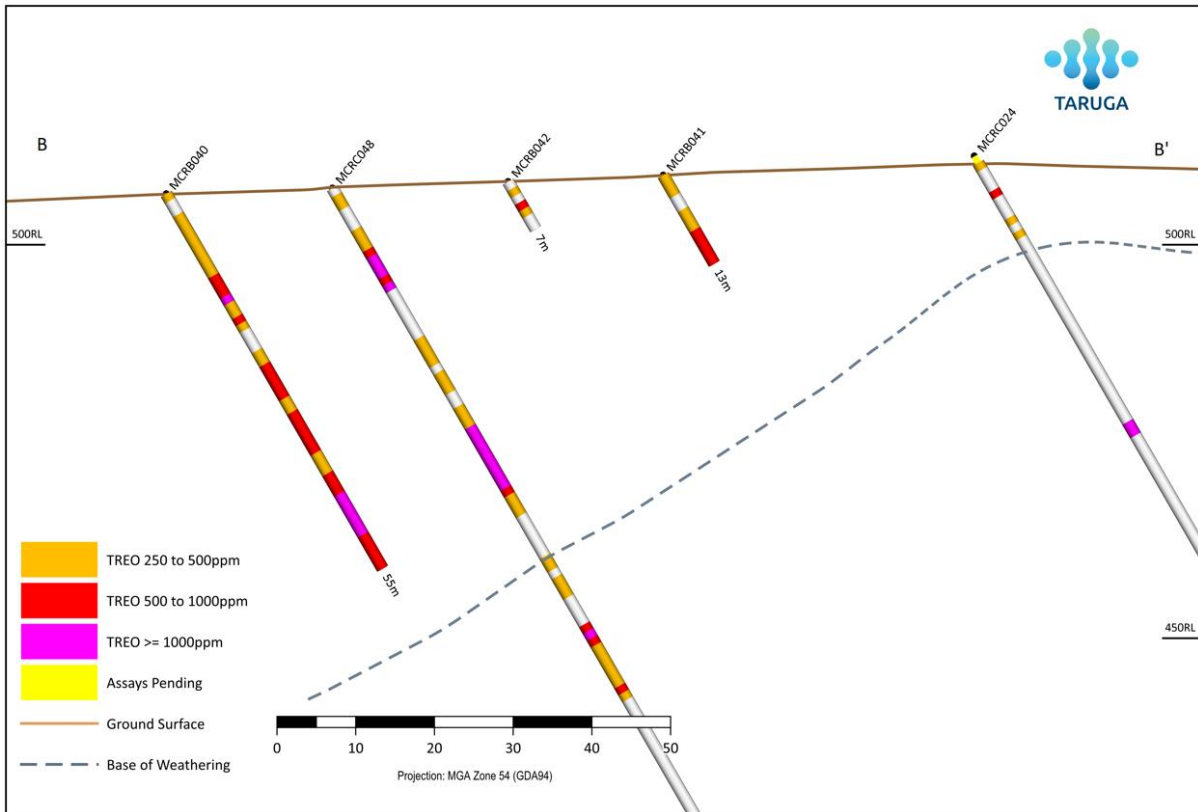 TARUGA
B
B'
MCRB040
MCRC048
MCRB042
MCRB041
MCRC024
500RL
500RL
7m
13m
55m
450RL
TREO 250 to 500ppm
TREO 500 to 1000ppm
TREO >= 1000ppm
Assays Pending
Ground Surface
Base of Weathering
0 10 20 30 40 50
Projection: MGA Zone 54 (GDA94)